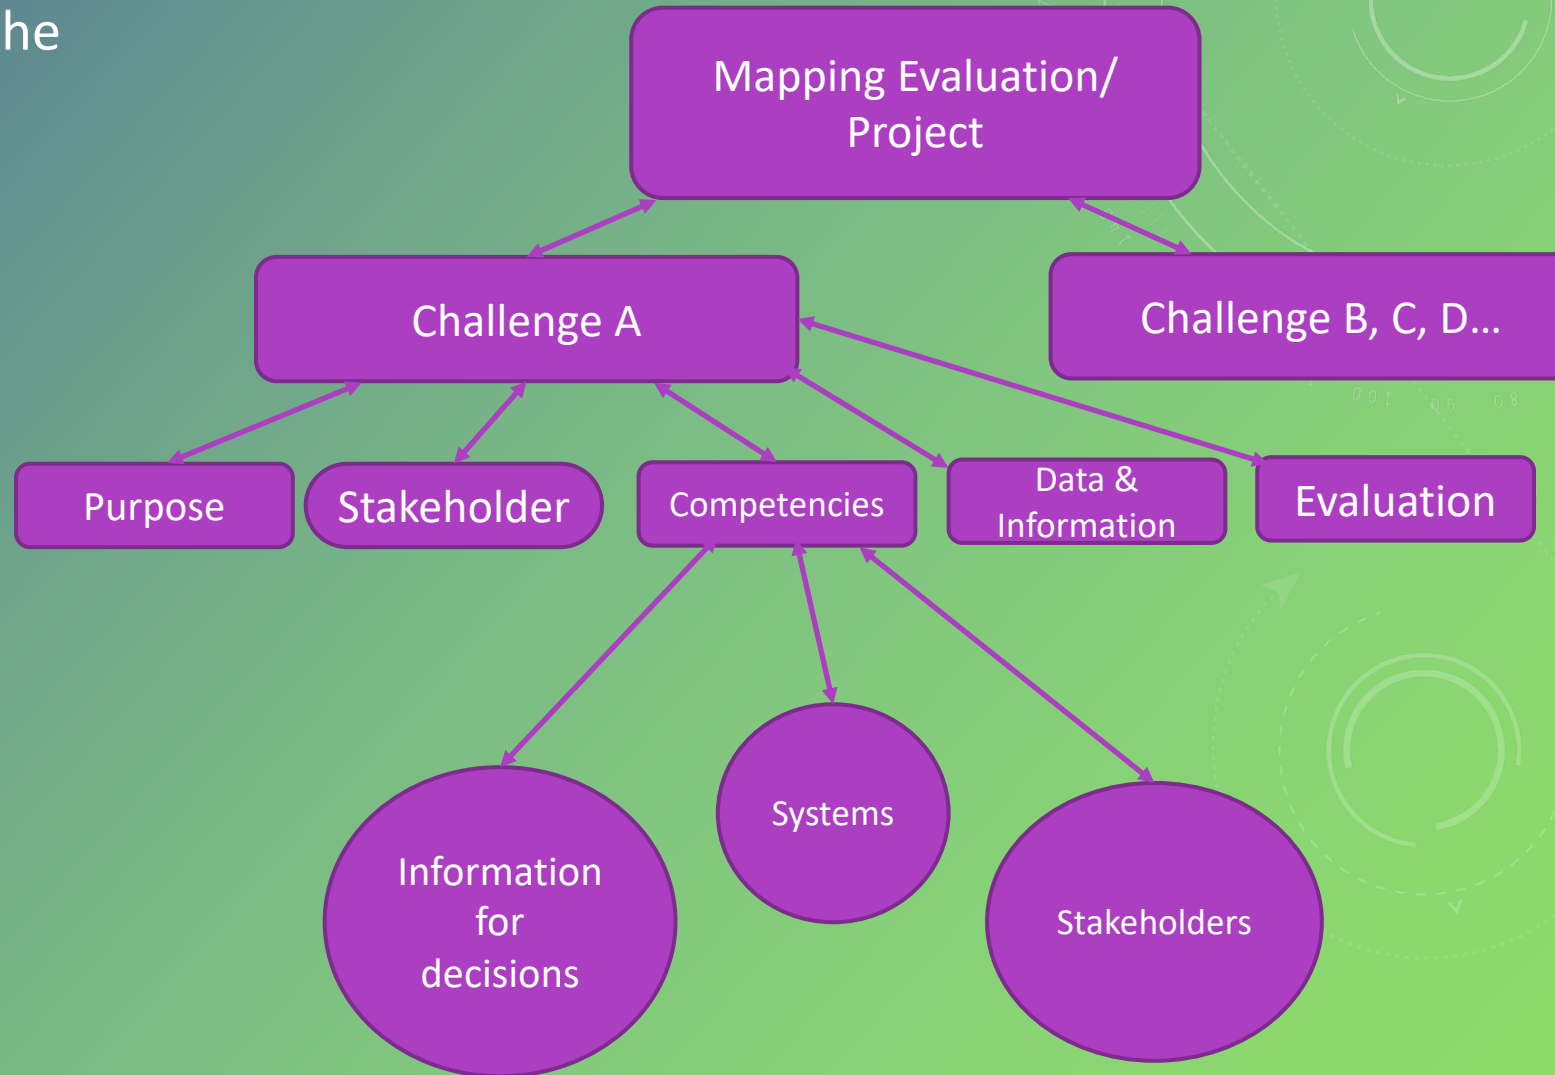 he
Mapping Evaluation/
Project
Challenge A
Challenge B, C, D...
Purpose
Stakeholder
Competencies
Data &
Information
Evaluation
Systems
Information
for
decisions
Stakeholders